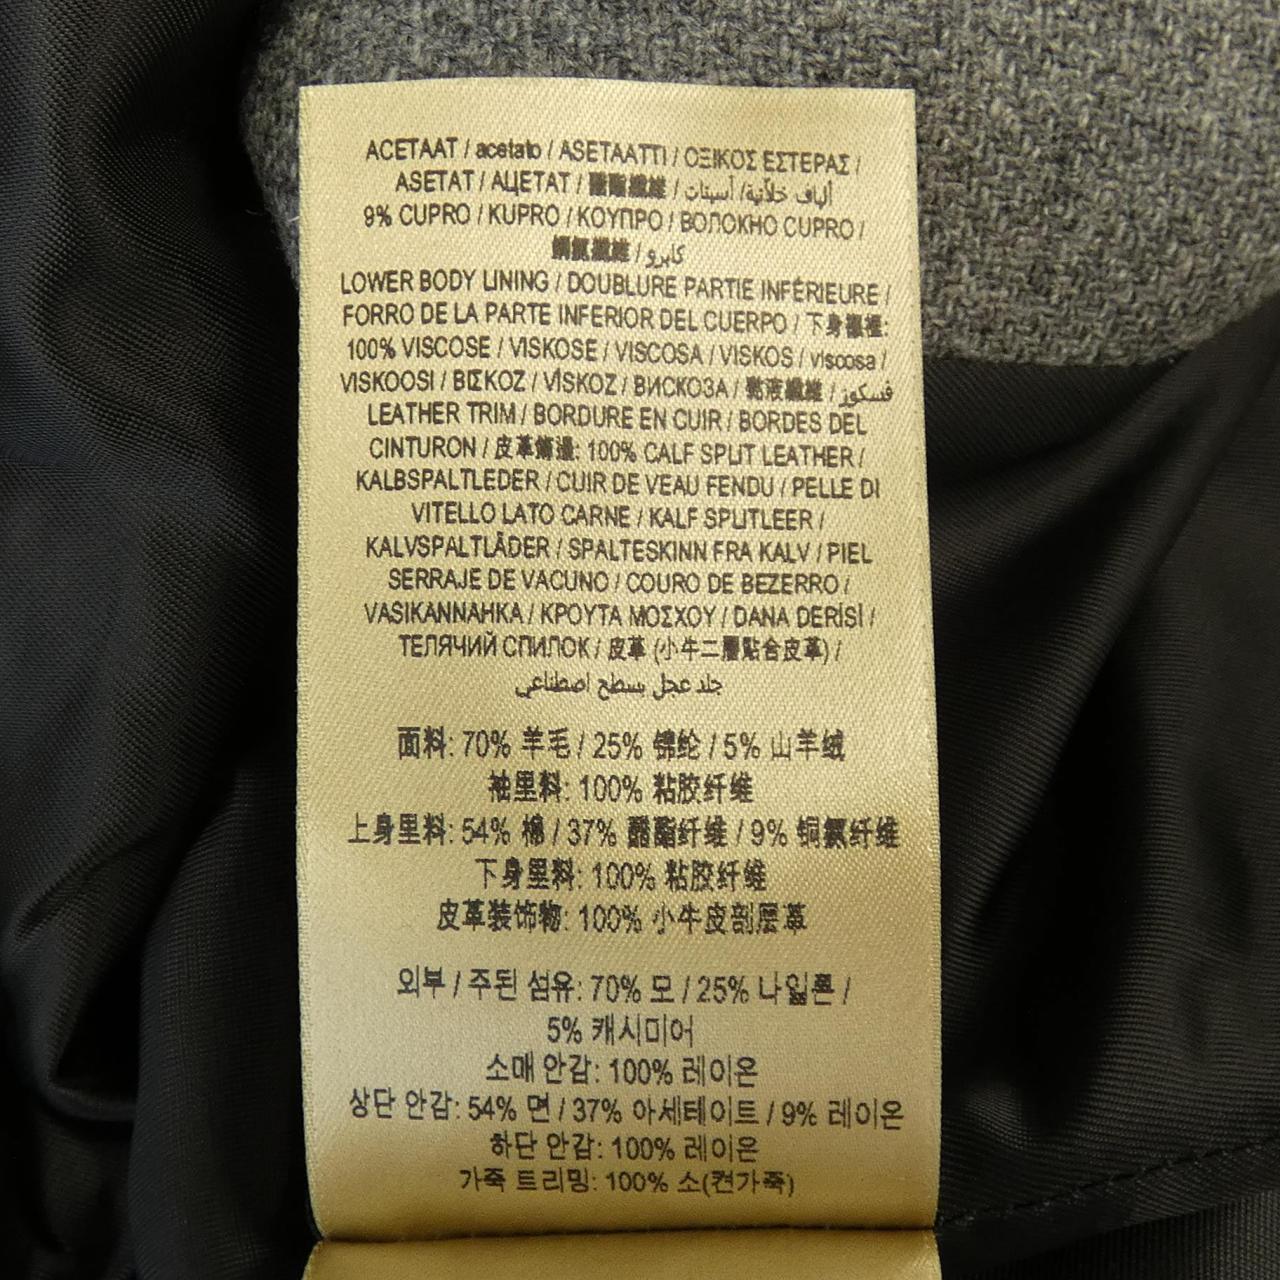 ACETAAT / acetato / ASETAATTI / ΟΞΙΚΟΣ ΕΣΤΕΡΑΣ /
ASETAT / АЦЕТАТ / 醋酯纖維 / ألياف خلاّنية/ أسيتات
9% CUPRO / KUPRO / ΚΟΥΠΡΟ / ВОЛОКНО CUPRO /
銅氨纖維 / كابرو
LOWER BODY LINING / DOUBLURE PARTIE INFÉRIEURE /
FORRO DE LA PARTE INFERIOR DEL CUERPO / 下身襯裡:
100% VISCOSE / VISKOSE / VISCOSA / VISKOS / viscosa /
VISKOOSI / ΒΙΣΚΟΖ / VİSKOZ / ВИСКОЗА / 黏液纖維 / فسكوز
LEATHER TRIM / BORDURE EN CUIR / BORDES DEL
CINTURON / 皮革鑲邊: 100% CALF SPLIT LEATHER /
KALBSPALTLEDER / CUIR DE VEAU FENDU / PELLE DI
VITELLO LATO CARNE / KALF SPLITLEER /
KALVSPALTLÄDER / SPALTESKINN FRA KALV / PIEL
SERRAJE DE VACUNO / COURO DE BEZERRO /
VASIKANNAHKA / ΚΡΟΥΤΑ ΜΟΣΧΟΥ / DANA DERİSİ /
ТЕЛЯЧИЙ СПИЛОК / 皮革 (小牛二層貼合皮革) /
جلد عجل بسطح اصطناعي
面料: 70% 羊毛 / 25% 锦纶 / 5% 山羊绒
袖里料: 100% 粘胶纤维
上身里料: 54% 棉 / 37% 醋酯纤维 / 9% 铜氨纤维
下身里料: 100% 粘胶纤维
皮革装饰物: 100% 小牛皮剖层革
외부 / 주된 섬유: 70% 모 / 25% 나일론 /
5% 캐시미어
소매 안감: 100% 레이온
상단 안감: 54% 면 / 37% 아세테이트 / 9% 레이온
하단 안감: 100% 레이온
가죽 트리밍: 100% 소(켠가죽)